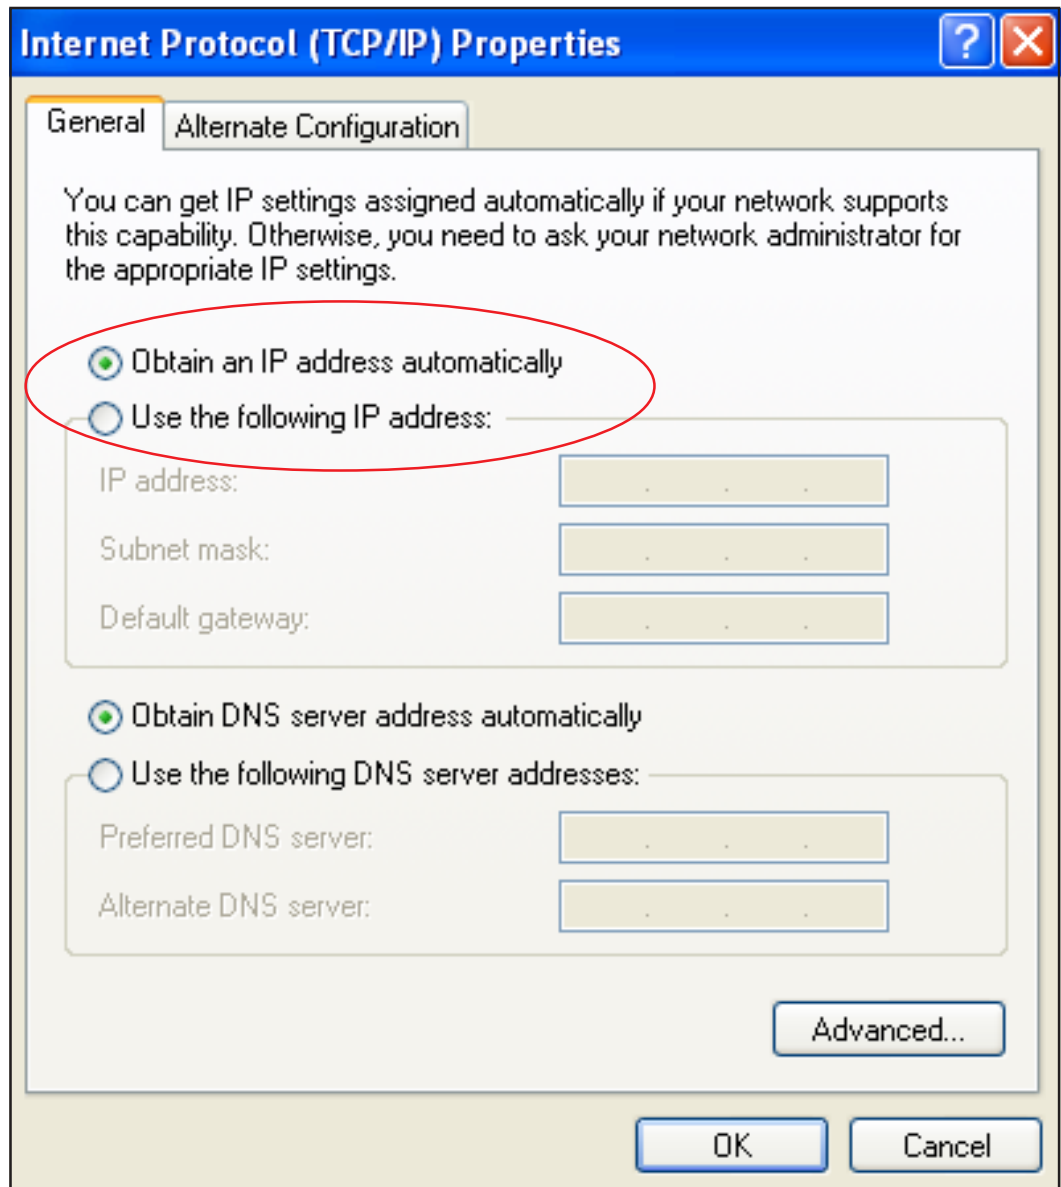 Internet Protocol (TCP/IP) Properties
General
Alternate Configuration
You can get IP settings assigned automatically if your network supports
this capability. Otherwise, you need to ask your network administrator for
the appropriate IP settings.
Obtain an IP address automatically
Use the following IP address:
IP address:
Subnet mask:
Default gateway:
Obtain DNS server address automatically
Use the following DNS server addresses:
Preferred DNS server:
Alternate DNS server:
Advanced...
OK
Cancel